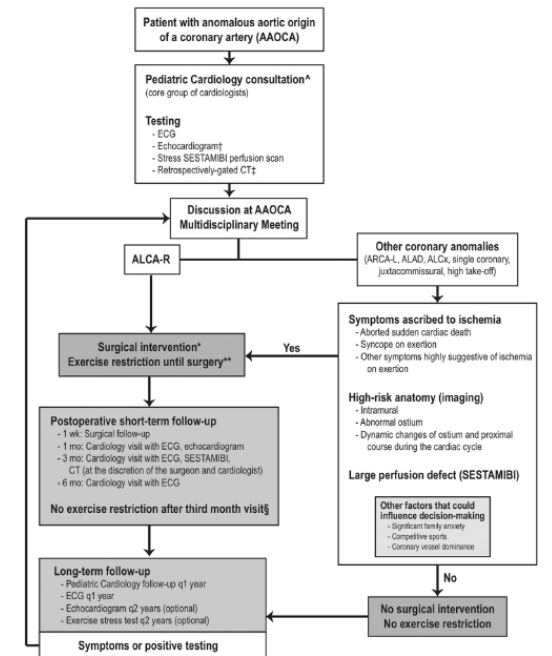 Patient with anomalous aortic origin
of a coronary artery (AAOCA)
Pediatric Cardiology consultation^
(core group of cardiologists)
Testing
- ECG
- Echocardiogram†
- Stress SESTAMIBI perfusion scan
- Retrospectively-gated CT‡
Discussion at AAOCA
Multidisciplinary Meeting
ALCA-R
Other coronary anomalies
(ARCA-L, ALAD, ALCx, single coronary,
juxtacommissural, high take-off)
Symptoms ascribed to ischemia
- Aborted sudden cardiac death
- Syncope on exertion
- Other symptoms highly suggestive of ischemia
on exertion
High-risk anatomy (imaging)
- Intramural
- Abnormal ostium
- Dynamic changes of ostium and proximal
course during the cardiac cycle
Large perfusion defect (SESTAMIBI)
Other factors that could
influence decision-making
- Significant family anxiety
- Competitive sports
- Coronary vessel dominance
Yes
Surgical intervention*
Exercise restriction until surgery**
Postoperative short-term follow-up
- 1 wk: Surgical follow-up
- 1 mo: Cardiology visit with ECG, echocardiogram
- 3 mo: Cardiology visit with ECG, SESTAMIBI,
CT (at the discretion of the surgeon and cardiologist)
- 6 mo: Cardiology visit with ECG
No exercise restriction after third month visit§
No
No surgical intervention
No exercise restriction
Long-term follow-up
- Pediatric Cardiology follow-up q1 year
- ECG q1 year
- Echocardiogram q2 years (optional)
- Exercise stress test q2 years (optional)
Symptoms or positive testing